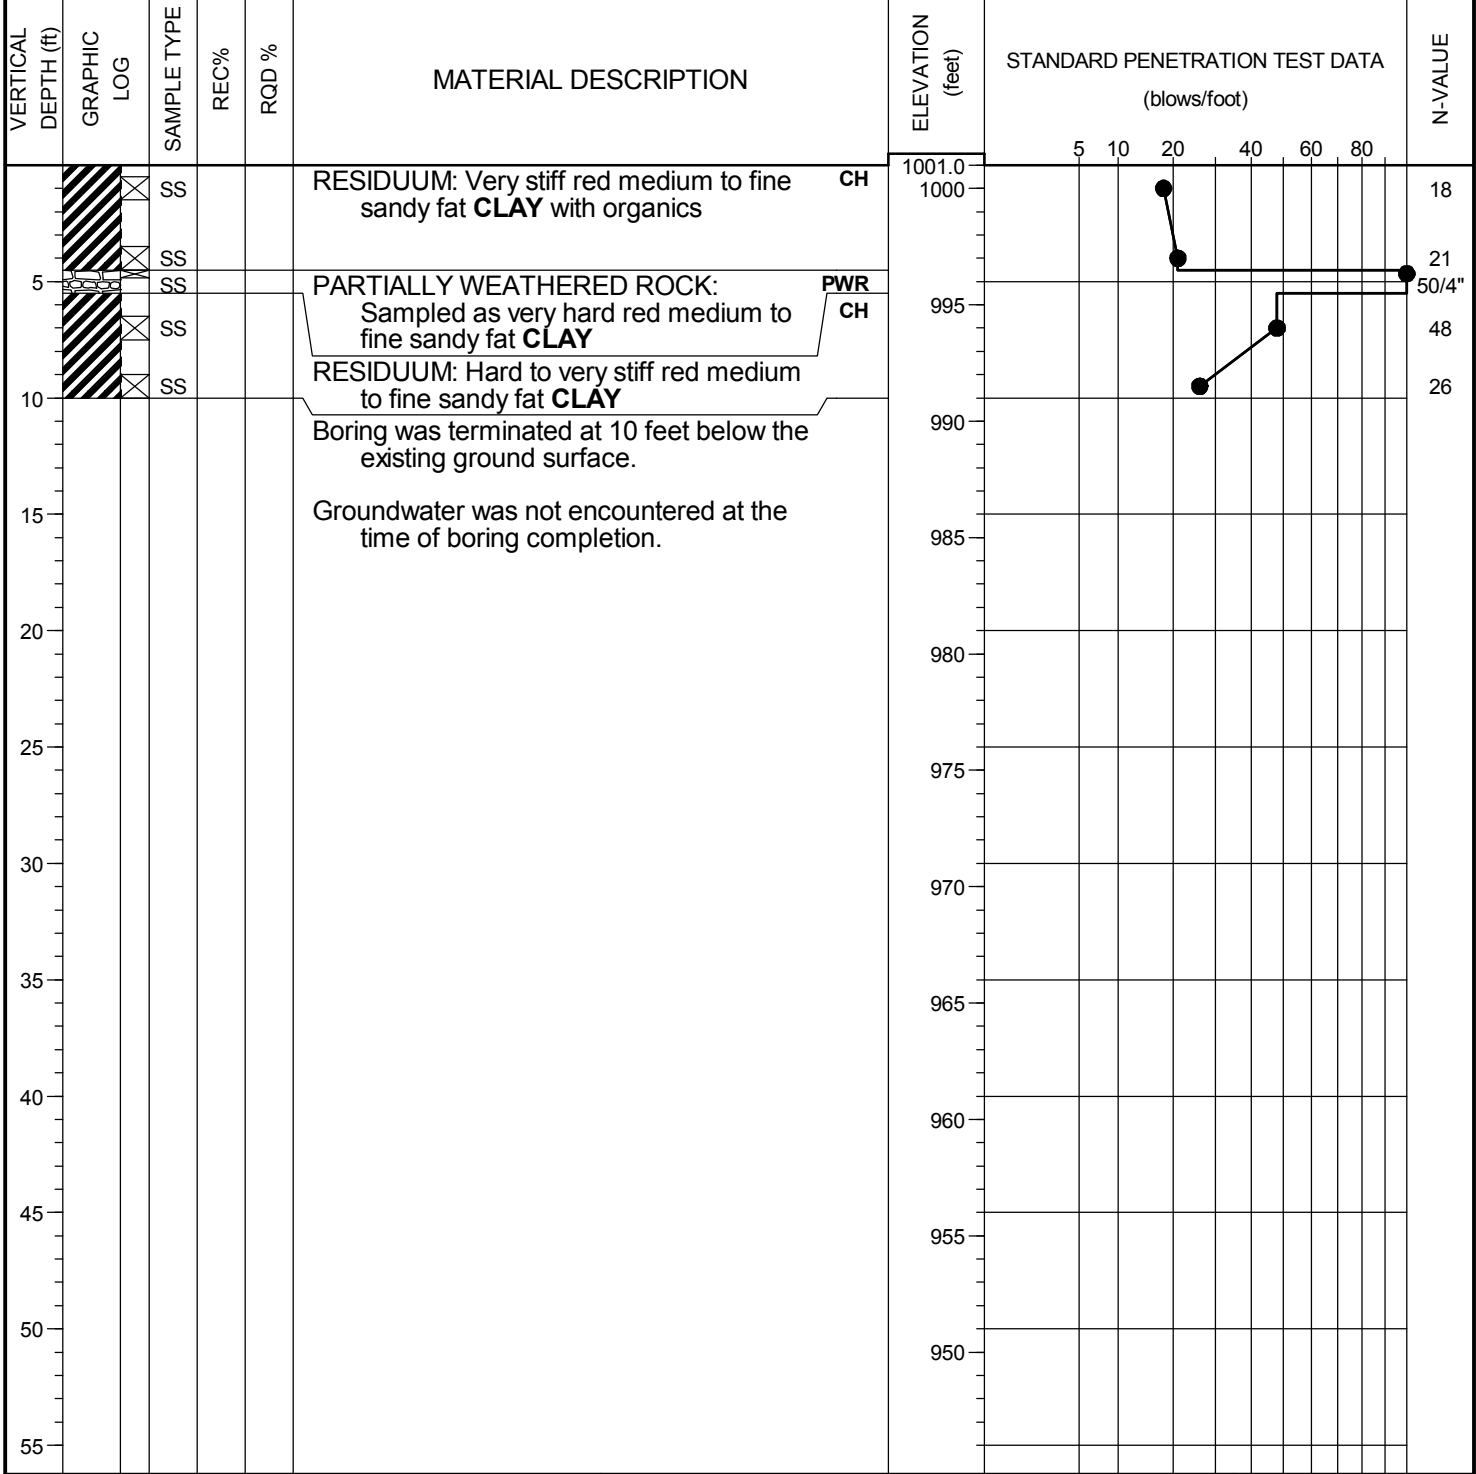 VERTICAL
DEPTH (ft)
GRAPHIC
LOG
SAMPLE TYPE
REC%
RQD %
MATERIAL DESCRIPTION
ELEVATION
(feet)
STANDARD PENETRATION TEST DATA
(blows/foot)
N-VALUE
5 10 20 40 60 80
1001.0
SS
RESIDUUM: Very stiff red medium to fine CH
sandy fat CLAY with organics
1000
18
SS
21
5
SS
PARTIALLY WEATHERED ROCK: PWR
50/4"
Sampled as very hard red medium to CH
fine sandy fat CLAY
995
SS
48
RESIDUUM: Hard to very stiff red medium
to fine sandy fat CLAY
SS
26
10
Boring was terminated at 10 feet below the
existing ground surface.
990
Groundwater was not encountered at the
time of boring completion.
15
985
20
980
25
975
30
970
35
965
40
960
45
955
50
950
55